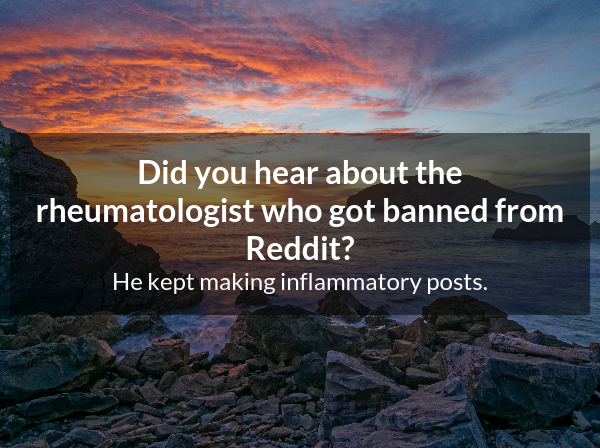 Did you hear about the
rheumatologist who got banned from
Reddit?
He kept making inflammatory posts.